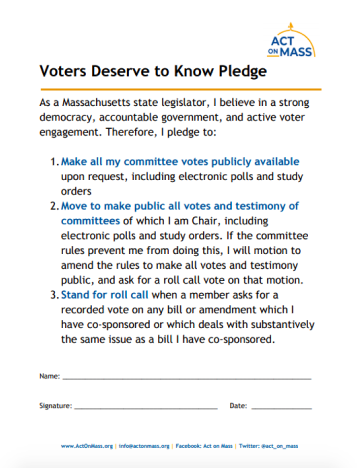 ACT
ON MASS
Voters Deserve to Know Pledge
As a Massachusetts state legislator, I believe in a strong
democracy, accountable government, and active voter
engagement. Therefore, I pledge to:
1. Make all my committee votes publicly available
upon request, including electronic polls and study
orders
2. Move to make public all votes and testimony of
committees of which I am Chair, including
electronic polls and study orders. If the committee
rules prevent me from doing this, I will motion to
amend the rules to make all votes and testimony
public, and ask for a roll call vote on that motion.
3. Stand for roll call when a member asks for a
recorded vote on any bill or amendment which I
have co-sponsored or which deals with substantively
the same issue as a bill I have co-sponsored.
Name:
Signature: Date:
www.ActOnMass.org | info@actonmass.org | Facebook: Act on Mass | Twitter: @act_on_mass